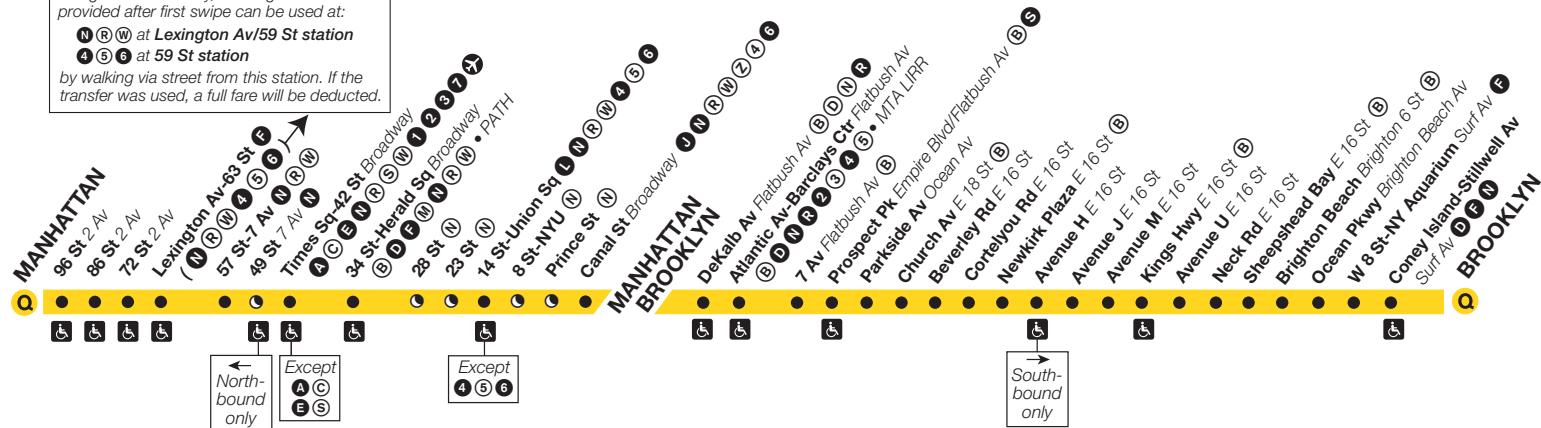 provided after first swipe can be used at:
N R W at Lexington Av/59 St station
4 5 6 at 59 St station
by walking via street from this station. If the
transfer was used, a full fare will be deducted.
Q
MANHATTAN
96 St 2 Av
86 St 2 Av
72 St 2 Av
Lexington Av-63 St F
(N R W 4 5 6)
57 St-7 Av N R W
49 St 7 Av N
Times Sq-42 St Broadway
A C E N R S W 1 2 3 7
34 St-Herald Sq Broadway
B D F M N R W • PATH
28 St N
23 St N
14 St-Union Sq L N R W 4 5 6
8 St-NYU N
Prince St N
Canal St Broadway J N R W Z 4 6
MANHATTAN
BROOKLYN
DeKalb Av Flatbush Av B D N R
Atlantic Av-Barclays Ctr Flatbush Av
B D N R 2 3 4 5 • MTA LIRR
7 Av Flatbush Av B
Prospect Pk Empire Blvd/Flatbush Av B S
Parkside Av Ocean Av
Church Av E 18 St B
Beverley Rd E 16 St
Cortelyou Rd E 16 St
Newkirk Plaza E 16 St B
Avenue H E 16 St
Avenue J E 16 St
Avenue M E 16 St
Kings Hwy E 16 St B
Avenue U E 16 St
Neck Rd E 16 St
Sheepshead Bay E 16 St B
Brighton Beach Brighton 6 St B
Ocean Pkwy Brighton Beach Av
W 8 St-NY Aquarium Surf Av F
Coney Island-Stillwell Av
Surf Av D F N
BROOKLYN
Q
North-
bound
only
Except
A C
E S
Except
4 5 6
South-
bound
only